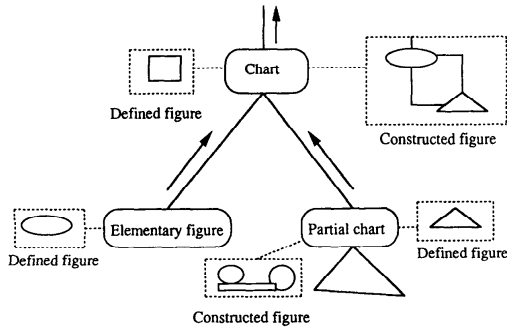 Chart
Defined figure
Constructed figure
Elementary figure
Partial chart
Defined figure
Defined figure
Constructed figure